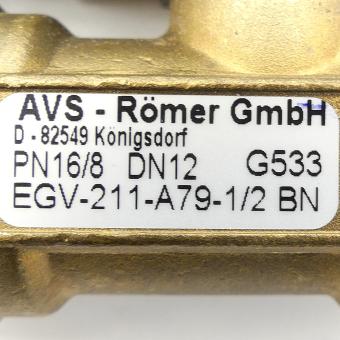 AVS - Römer GmbH
D - 82549 Königsdorf
PN16/8 DN12 G533
EGV-211-A79-1/2 BN